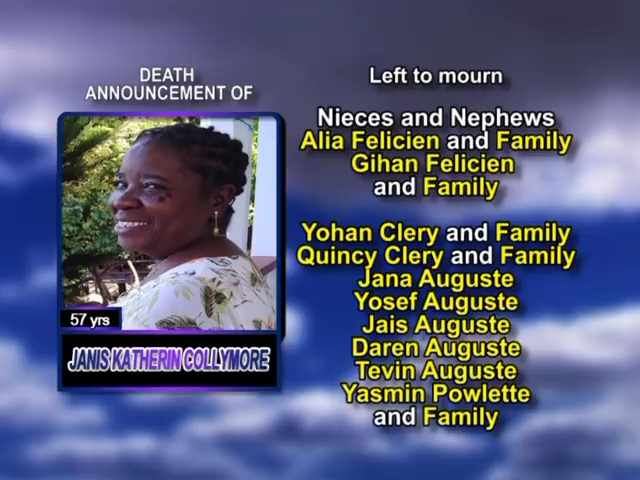 DEATH
ANNOUNCEMENT OF
57 yrs
JANIS KATHERIN COLLYMORE
Left to mourn
Nieces and Nephews
Alia Felicien and Family
Gihan Felicien
and Family
Yohan Clery and Family
Quincy Clery and Family
Jana Auguste
Yosef Auguste
Jais Auguste
Daren Auguste
Tevin Auguste
Yasmin Powlette
and Family